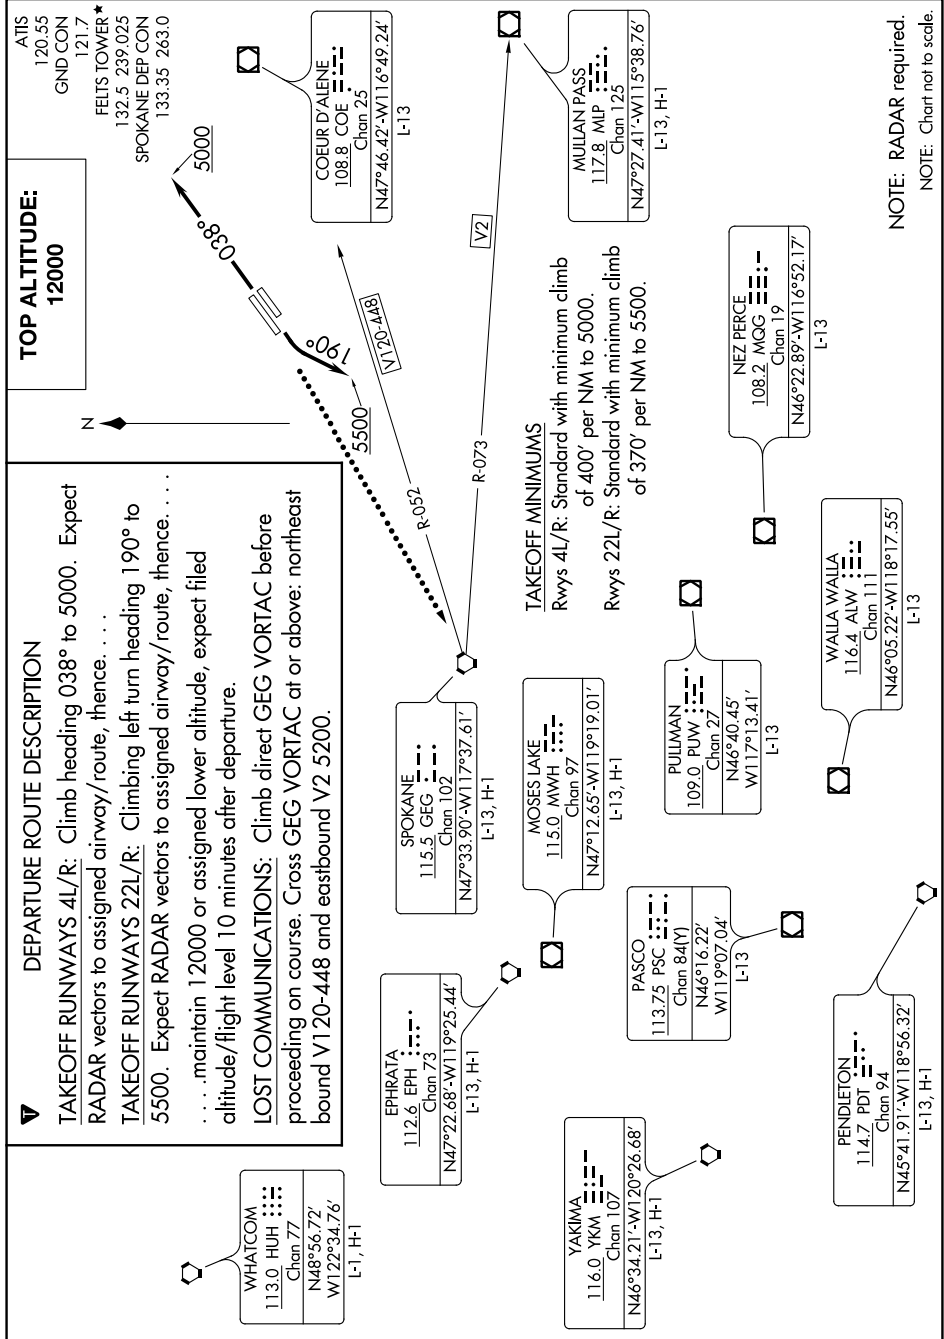 DEPARTURE ROUTE DESCRIPTION
T
TAKEOFF RUNWAYS 4L/R: Climb heading 038° to 5000. Expect
RADAR vectors to assigned airway/route, thence. . . .
TAKEOFF RUNWAYS 22L/R: Climbing left turn heading 190° to
5500. Expect RADAR vectors to assigned airway/route, thence. . . .
. . . .maintain 12000 or assigned lower altitude, expect filed
altitude/flight level 10 minutes after departure.
LOST COMMUNICATIONS: Climb direct GEG VORTAC before
proceeding on course. Cross GEG VORTAC at or above: northeast
bound V120-448 and eastbound V2 5200.
TOP ALTITUDE:
12000
ATIS
120.55
GND CON
121.7
FELTS TOWER★
132.5 239.025
SPOKANE DEP CON
133.35 263.0
N
5000
038°
190°
5500
V120-448
R-052
R-073
V2
COEUR D'ALENE
108.8 COE
Chan 25
N47°46.42'-W116°49.24'
L-13
MULLAN PASS
117.8 MLP
Chan 125
N47°27.41'-W115°38.76'
L-13, H-1
TAKEOFF MINIMUMS
Rwys 4L/R: Standard with minimum climb
of 400' per NM to 5000.
Rwys 22L/R: Standard with minimum climb
of 370' per NM to 5500.
WHATCOM
113.0 HUH
Chan 77
N48°56.72'
W122°34.76'
L-1, H-1
EPHRATA
112.6 EPH
Chan 73
N47°22.68'-W119°25.44'
L-13, H-1
SPOKANE
115.5 GEG
Chan 102
N47°33.90'-W117°37.61'
L-13, H-1
MOSES LAKE
115.0 MWH
Chan 97
N47°12.65'-W119°19.01'
L-13, H-1
YAKIMA
116.0 YKM
Chan 107
N46°34.21'-W120°26.68'
L-13, H-1
PASCO
113.75 PSC
Chan 84(Y)
N46°16.22'
W119°07.04'
L-13
PULLMAN
109.0 PUW
Chan 27
N46°40.45'
W117°13.41'
L-13
NEZ PERCE
108.2 MQG
Chan 19
N46°22.89'-W116°52.17'
L-13
PENDLETON
114.7 PDT
Chan 94
N45°41.91'-W118°56.32'
L-13, H-1
WALLA WALLA
116.4 ALW
Chan 111
N46°05.22'-W118°17.55'
L-13
NOTE: RADAR required.
NOTE: Chart not to scale.